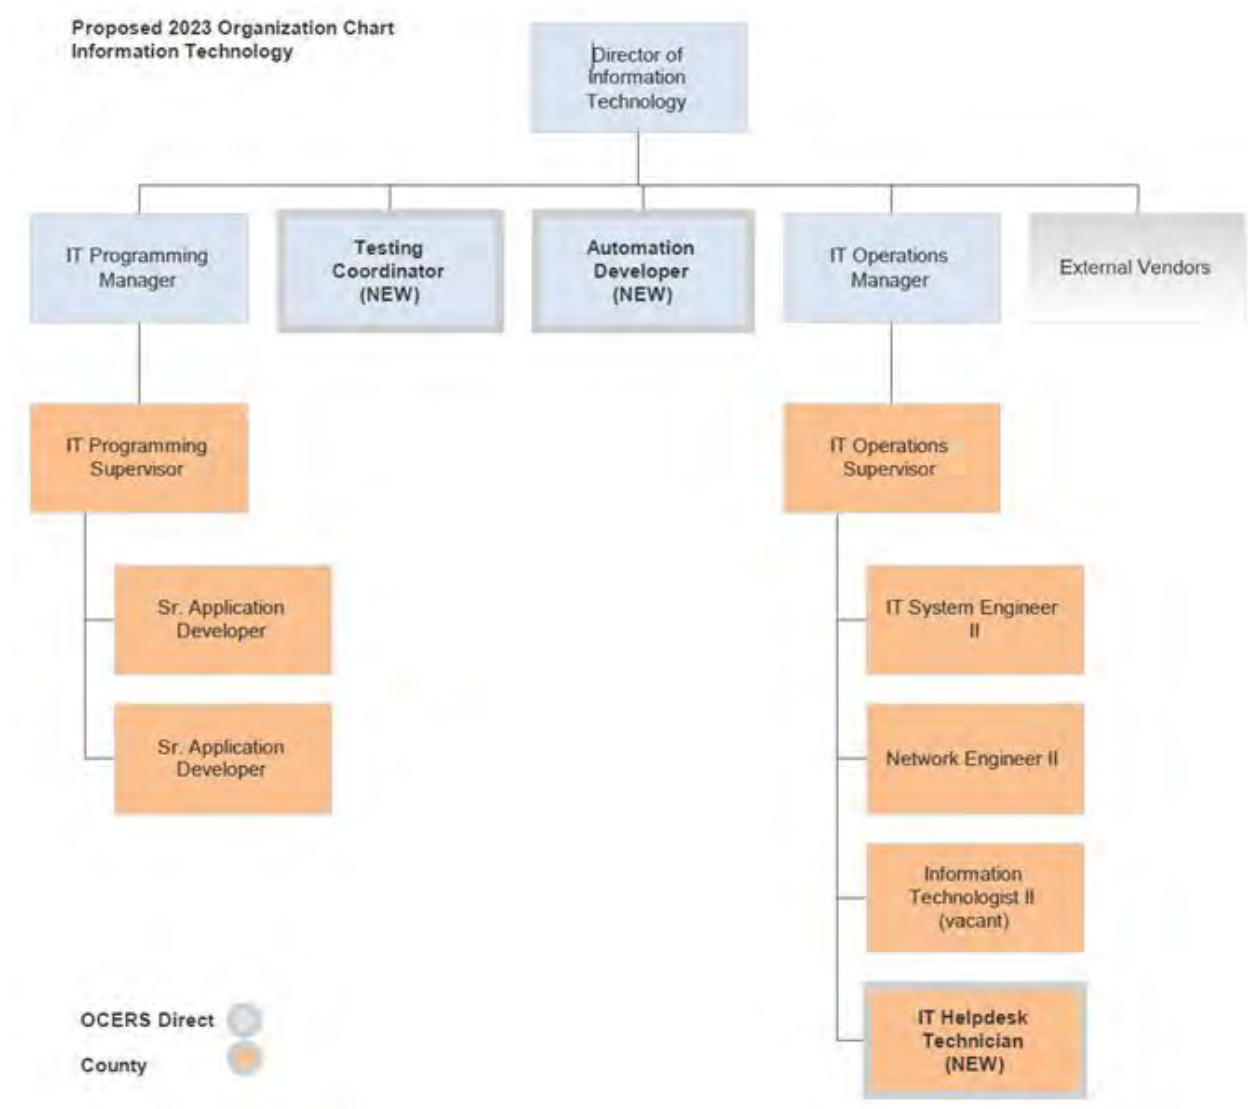 Proposed 2023 Organization Chart
Information Technology
Director of
Information
Technology
IT Programming
Manager
Testing
Coordinator
(NEW)
Automation
Developer
(NEW)
IT Operations
Manager
External Vendors
IT Programming
Supervisor
IT Operations
Supervisor
Sr. Application
Developer
IT System Engineer
II
Sr. Application
Developer
Network Engineer II
Information
Technologist II
(vacant)
IT Helpdesk
Technician
(NEW)
OCERS Direct
County